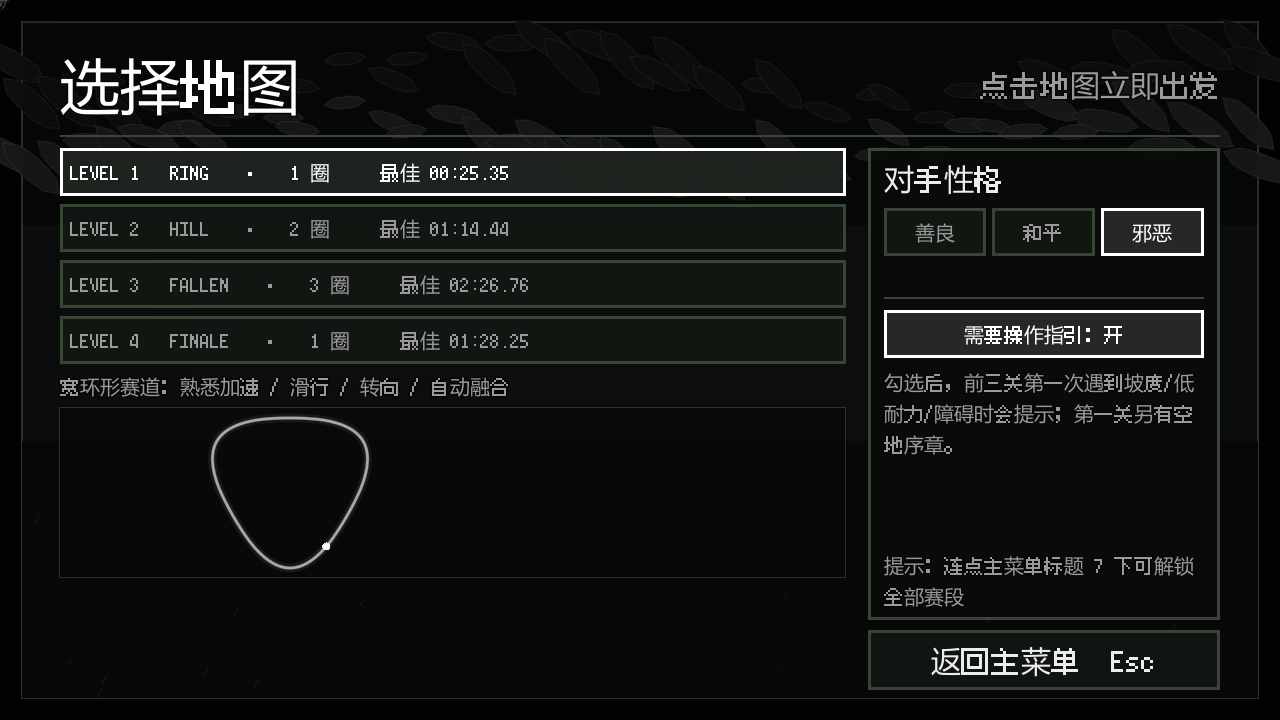 选择地图
点击地图立即出发
LEVEL 1 RING · 1 圈 最佳 00:25.35
LEVEL 2 HILL · 2 圈 最佳 01:14.44
LEVEL 3 FALLEN · 3 圈 最佳 02:26.76
LEVEL 4 FINALE · 1 圈 最佳 01:28.25
宽环形赛道：熟悉加速 / 滑行 / 转向 / 自动融合
对手性格
善良 和平 邪恶
需要操作指引：开
勾选后，前三关第一次遇到坡度/低
耐力/障碍时会提示；第一关另有空
地序章。
提示：连点主菜单标题 7 下可解锁
全部赛段
返回主菜单 Esc